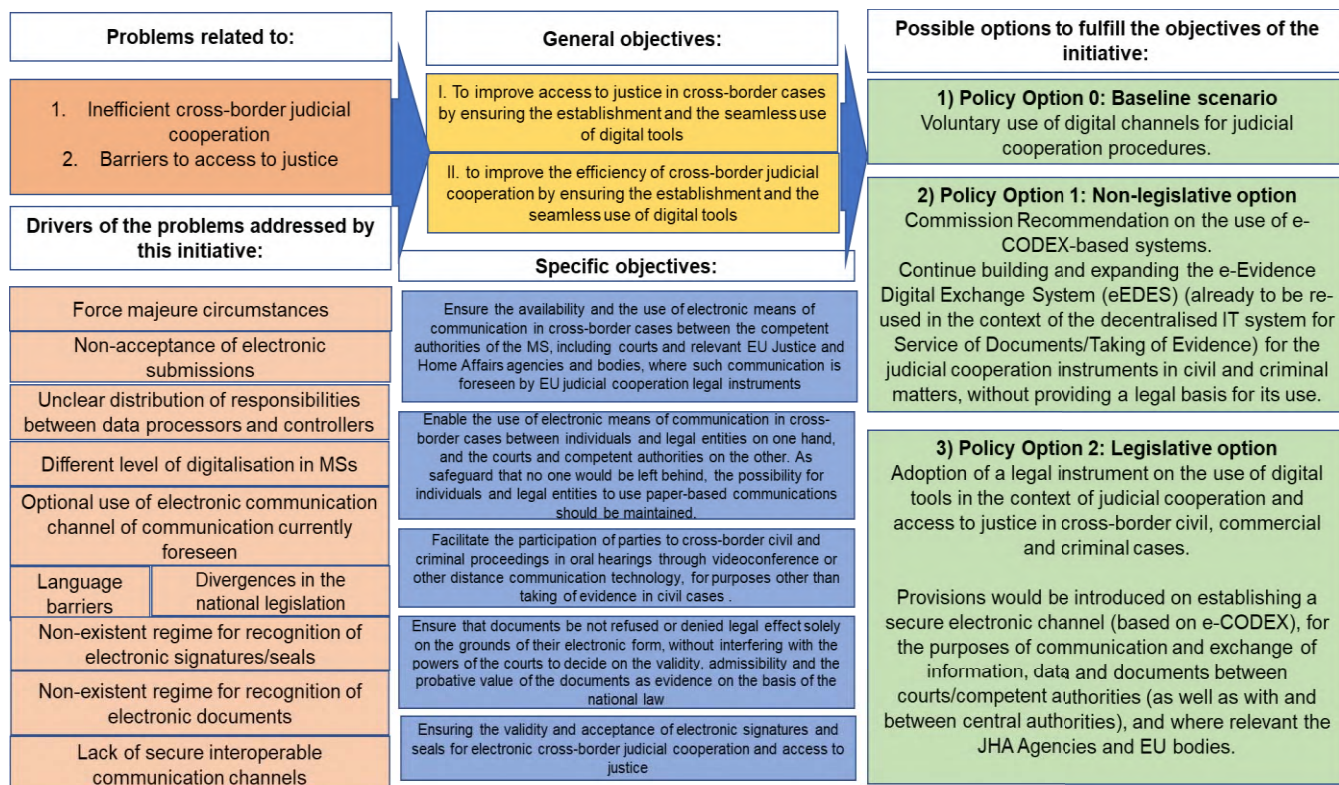 Problems related to:
1. Inefficient cross-border judicial
cooperation
2. Barriers to access to justice
Drivers of the problems addressed by
this initiative:
Force majeure circumstances
Non-acceptance of electronic
submissions
Unclear distribution of responsibilities
between data processors and controllers
Different level of digitalisation in MSs
Optional use of electronic communication
channel of communication currently
foreseen
Language
barriers
Divergences in the
national legislation
Non-existent regime for recognition of
electronic signatures/seals
Non-existent regime for recognition of
electronic documents
Lack of secure interoperable
communication channels
General objectives:
I. To improve access to justice in cross-border cases
by ensuring the establishment and the seamless use
of digital tools
II. to improve the efficiency of cross-border judicial
cooperation by ensuring the establishment and the
seamless use of digital tools
Specific objectives:
Ensure the availability and the use of electronic means of
communication in cross-border cases between the competent
authorities of the MS, including courts and relevant EU Justice and
Home Affairs agencies and bodies, where such communication is
foreseen by EU judicial cooperation legal instruments
Enable the use of electronic means of communication in cross-
border cases between individuals and legal entities on one hand,
and the courts and competent authorities on the other. As
safeguard that no one would be left behind, the possibility for
individuals and legal entities to use paper-based communications
should be maintained.
Facilitate the participation of parties to cross-border civil and
criminal proceedings in oral hearings through videoconference or
other distance communication technology, for purposes other than
taking of evidence in civil cases .
Ensure that documents be not refused or denied legal effect solely
on the grounds of their electronic form, without interfering with the
powers of the courts to decide on the validity, admissibility and the
probative value of the documents as evidence on the basis of the
national law
Ensuring the validity and acceptance of electronic signatures and
seals for electronic cross-border judicial cooperation and access to
justice
Possible options to fulfill the objectives of the
initiative:
1) Policy Option 0: Baseline scenario
Voluntary use of digital channels for judicial
cooperation procedures.
2) Policy Option 1: Non-legislative option
Commission Recommendation on the use of e-
CODEX-based systems.
Continue building and expanding the e-Evidence
Digital Exchange System (eEDES) (already to be re-
used in the context of the decentralised IT system for
Service of Documents/Taking of Evidence) for the
judicial cooperation instruments in civil and criminal
matters, without providing a legal basis for its use.
3) Policy Option 2: Legislative option
Adoption of a legal instrument on the use of digital
tools in the context of judicial cooperation and
access to justice in cross-border civil, commercial
and criminal cases.
Provisions would be introduced on establishing a
secure electronic channel (based on e-CODEX), for
the purposes of communication and exchange of
information, data and documents between
courts/competent authorities (as well as with and
between central authorities), and where relevant the
JHA Agencies and EU bodies.